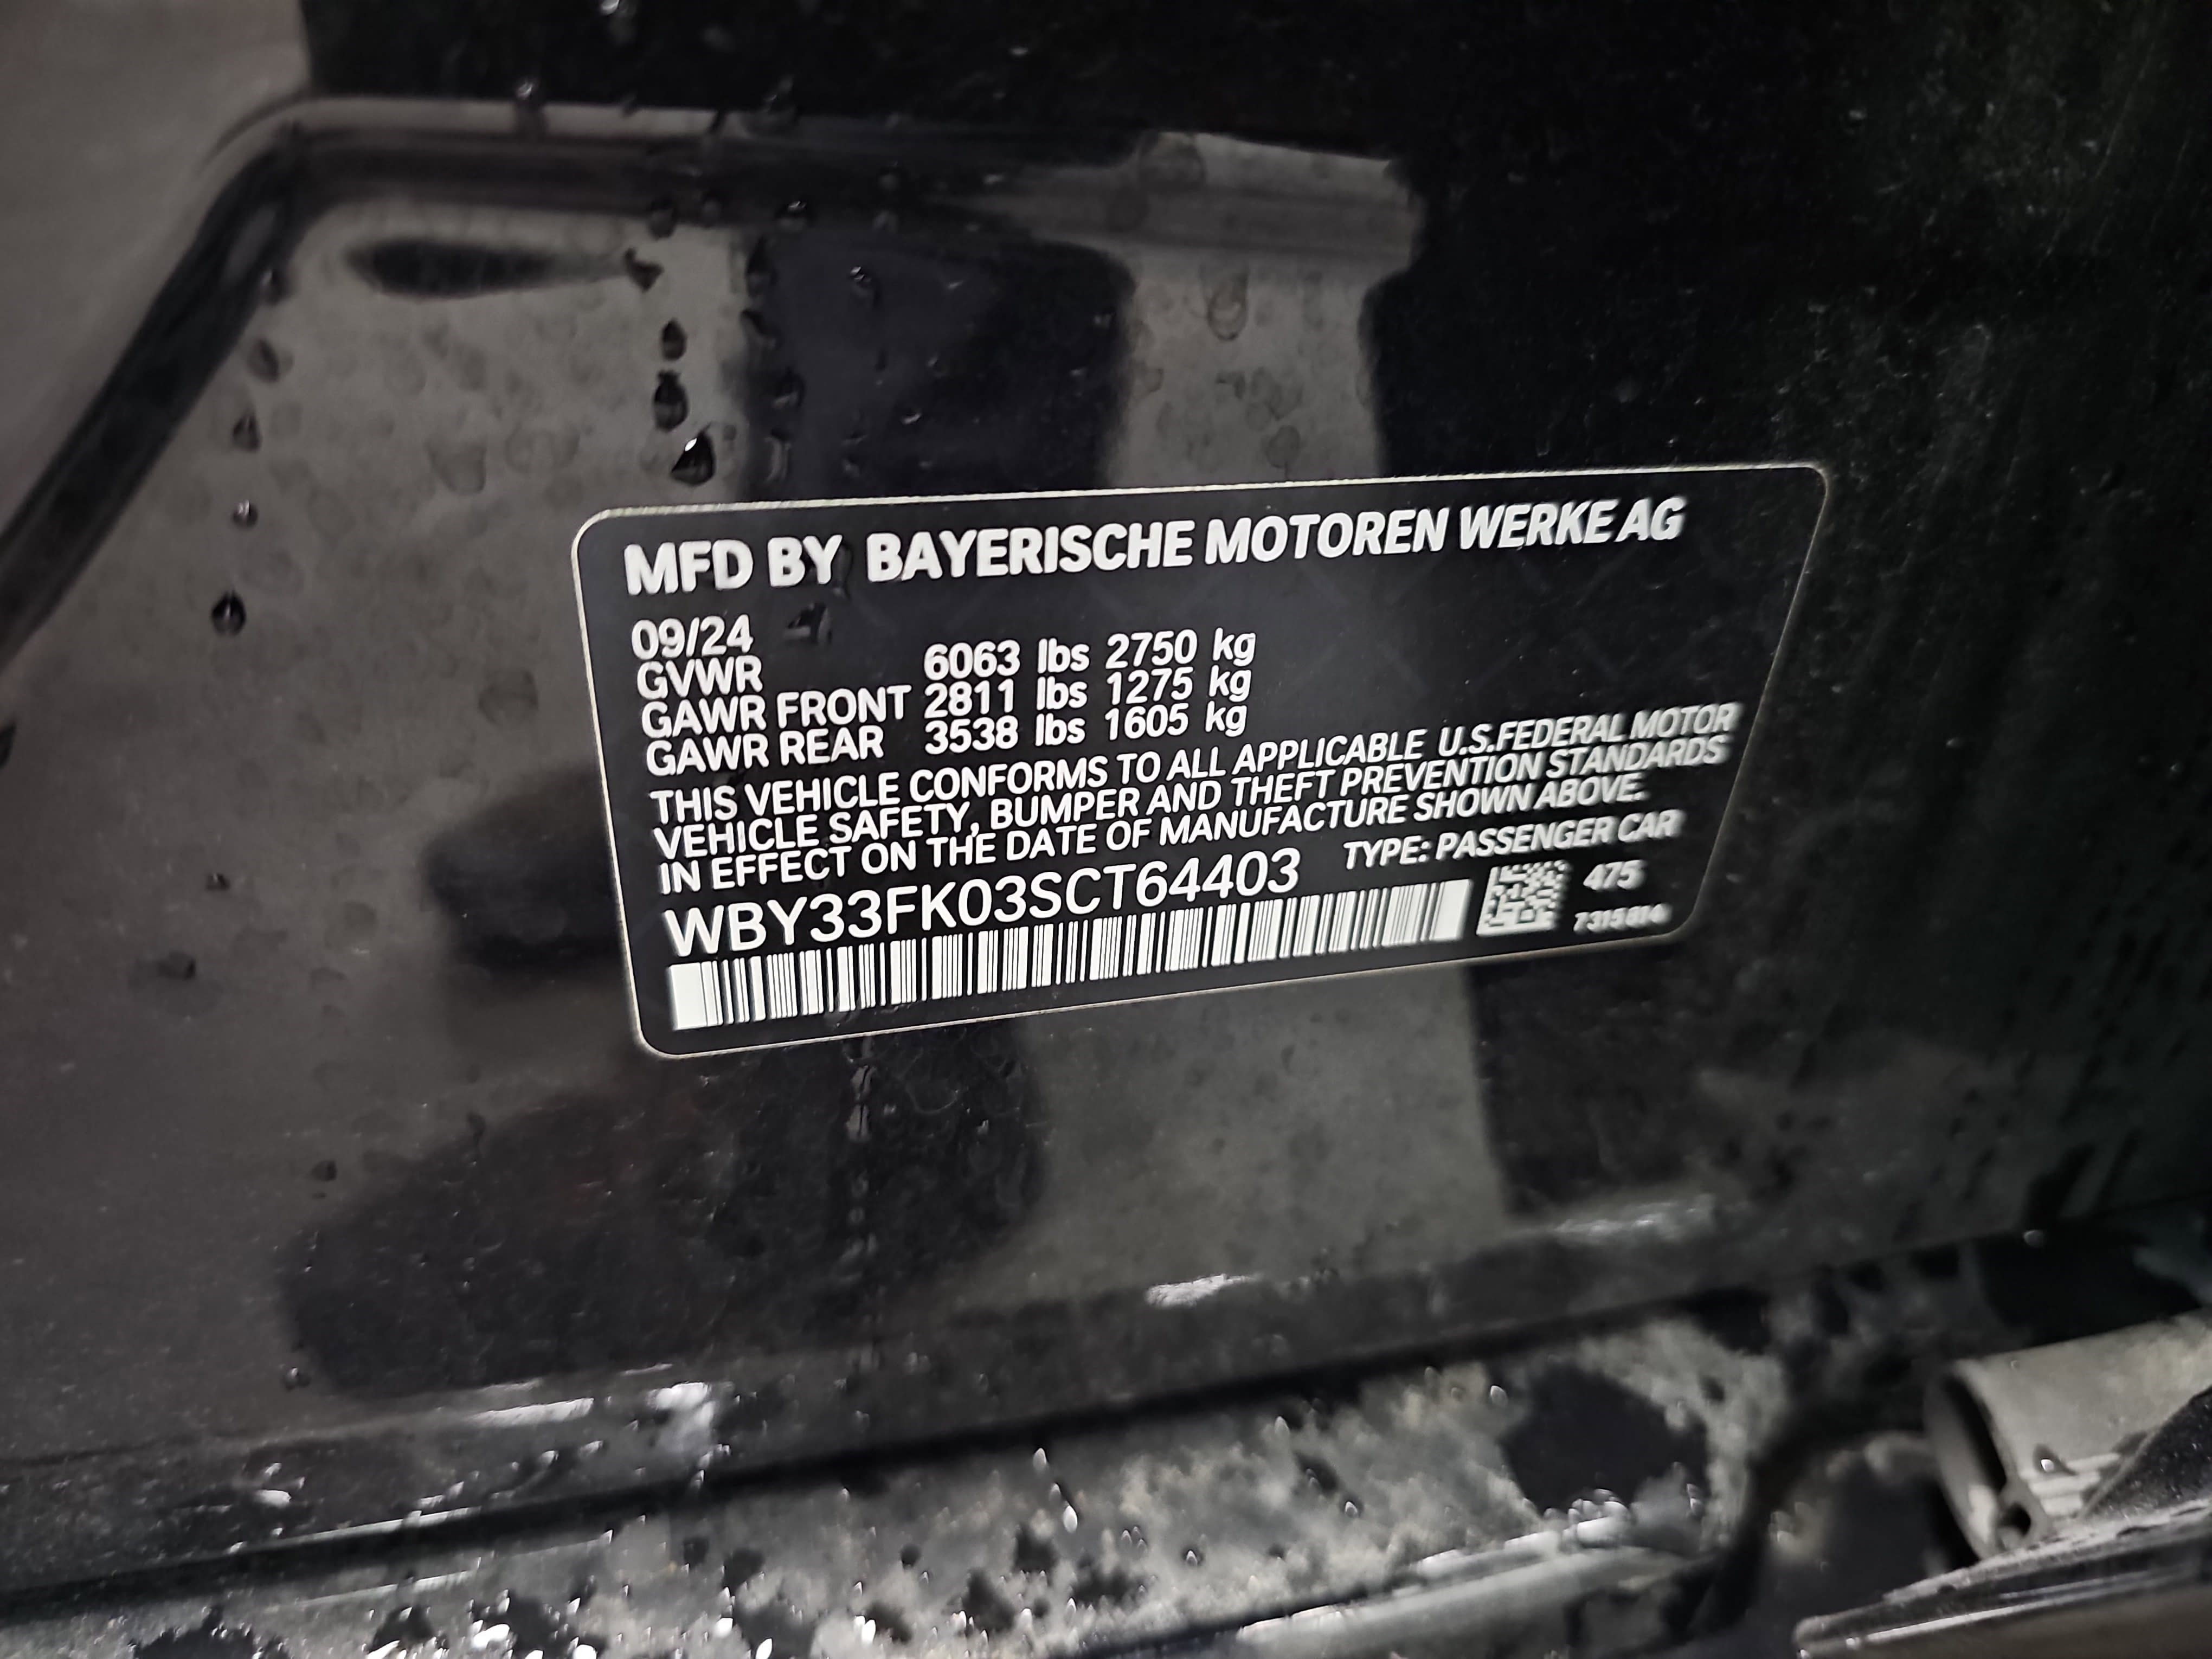 MFD BY BAYERISCHE MOTOREN WERKE AG
09/24
GVWR 6063 lbs 2750 kg
GAWR FRONT 2811 lbs 1275 kg
GAWR REAR 3538 lbs 1605 kg
THIS VEHICLE CONFORMS TO ALL APPLICABLE U.S.FEDERAL MOTOR
VEHICLE SAFETY, BUMPER AND THEFT PREVENTION STANDARDS
IN EFFECT ON THE DATE OF MANUFACTURE SHOWN ABOVE.
WBY33FK03SCT64403 TYPE: PASSENGER CAR
475